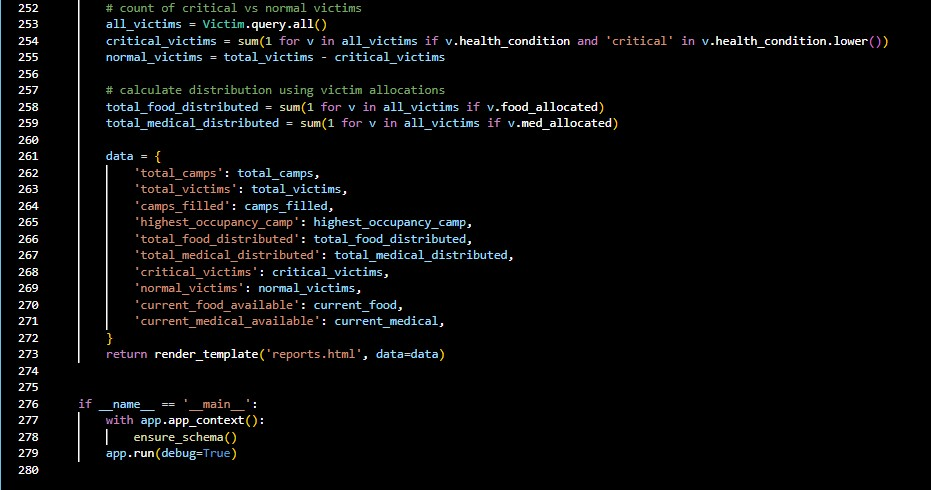 252 # count of critical vs normal victims
253 all_victims = Victim.query.all()
254 critical_victims = sum(1 for v in all_victims if v.health_condition and 'critical' in v.health_condition.lower())
255 normal_victims = total_victims - critical_victims
256
257 # calculate distribution using victim allocations
258 total_food_distributed = sum(1 for v in all_victims if v.food_allocated)
259 total_medical_distributed = sum(1 for v in all_victims if v.med_allocated)
260
261 data = {
262 'total_camps': total_camps,
263 'total_victims': total_victims,
264 'camps_filled': camps_filled,
265 'highest_occupancy_camp': highest_occupancy_camp,
266 'total_food_distributed': total_food_distributed,
267 'total_medical_distributed': total_medical_distributed,
268 'critical_victims': critical_victims,
269 'normal_victims': normal_victims,
270 'current_food_available': current_food,
271 'current_medical_available': current_medical,
272 }
273 return render_template('reports.html', data=data)
274
275
276 if __name__ == '__main__':
277 with app.app_context():
278 ensure_schema()
279 app.run(debug=True)
280